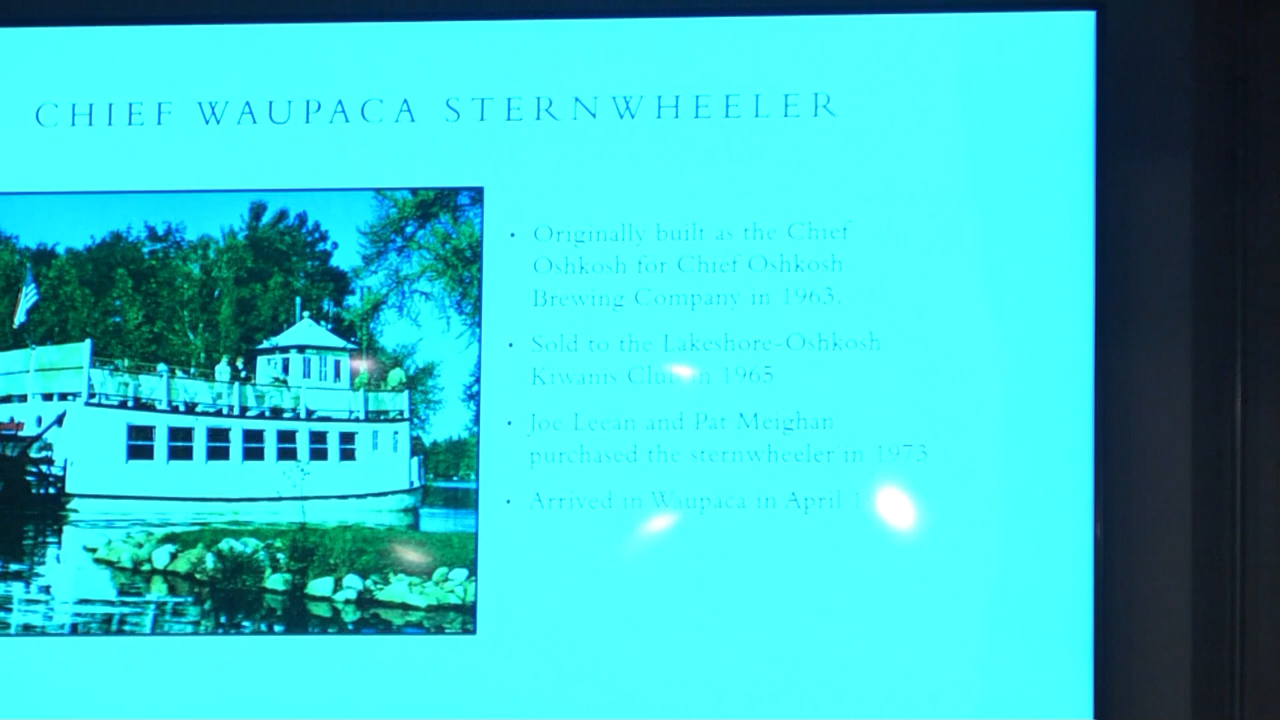 CHIEF WAUPACA STERNWHEELER
• Originally built as the Chief
Oshkosh for Chief Oshkosh
Brewing Company in 1963.
• Sold to the Lakeshore-Oshkosh
Kiwanis Club in 1965
• Joe Leean and Pat Meighan
purchased the sternwheeler in 1973
• Arrived in Waupaca in April